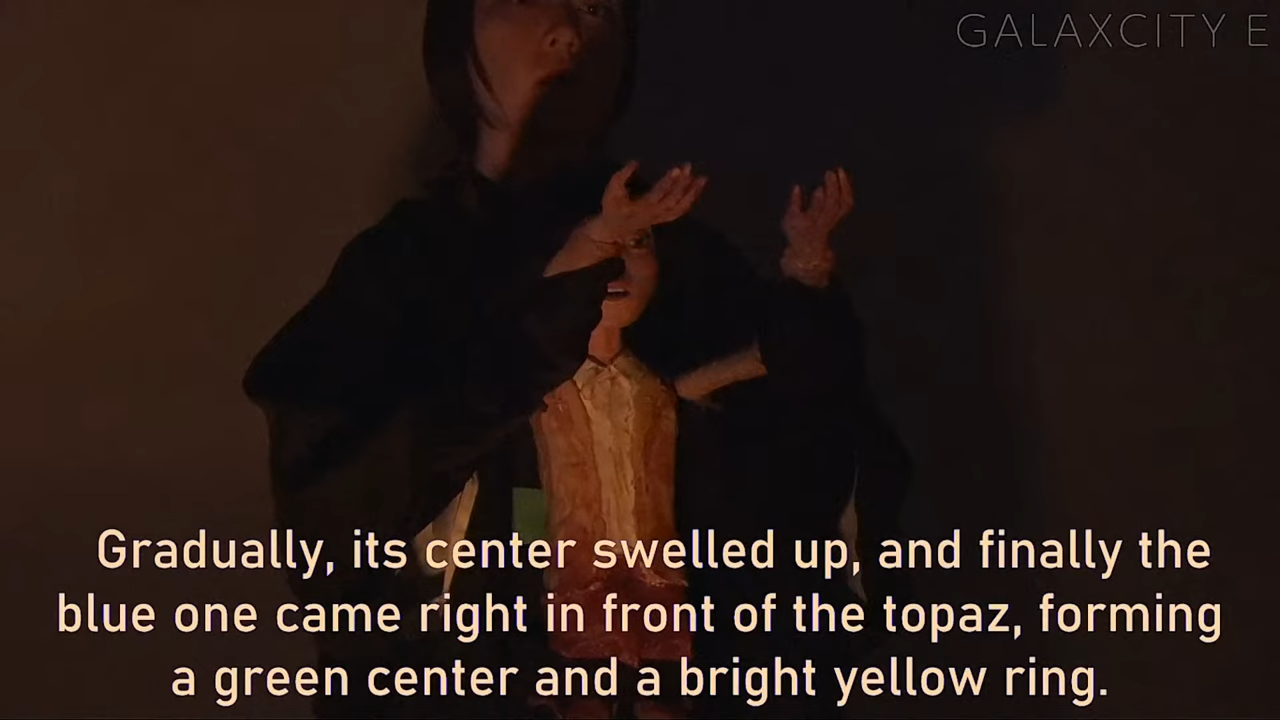 GALAXCITY E
Gradually, its center swelled up, and finally the
blue one came right in front of the topaz, forming
a green center and a bright yellow ring.